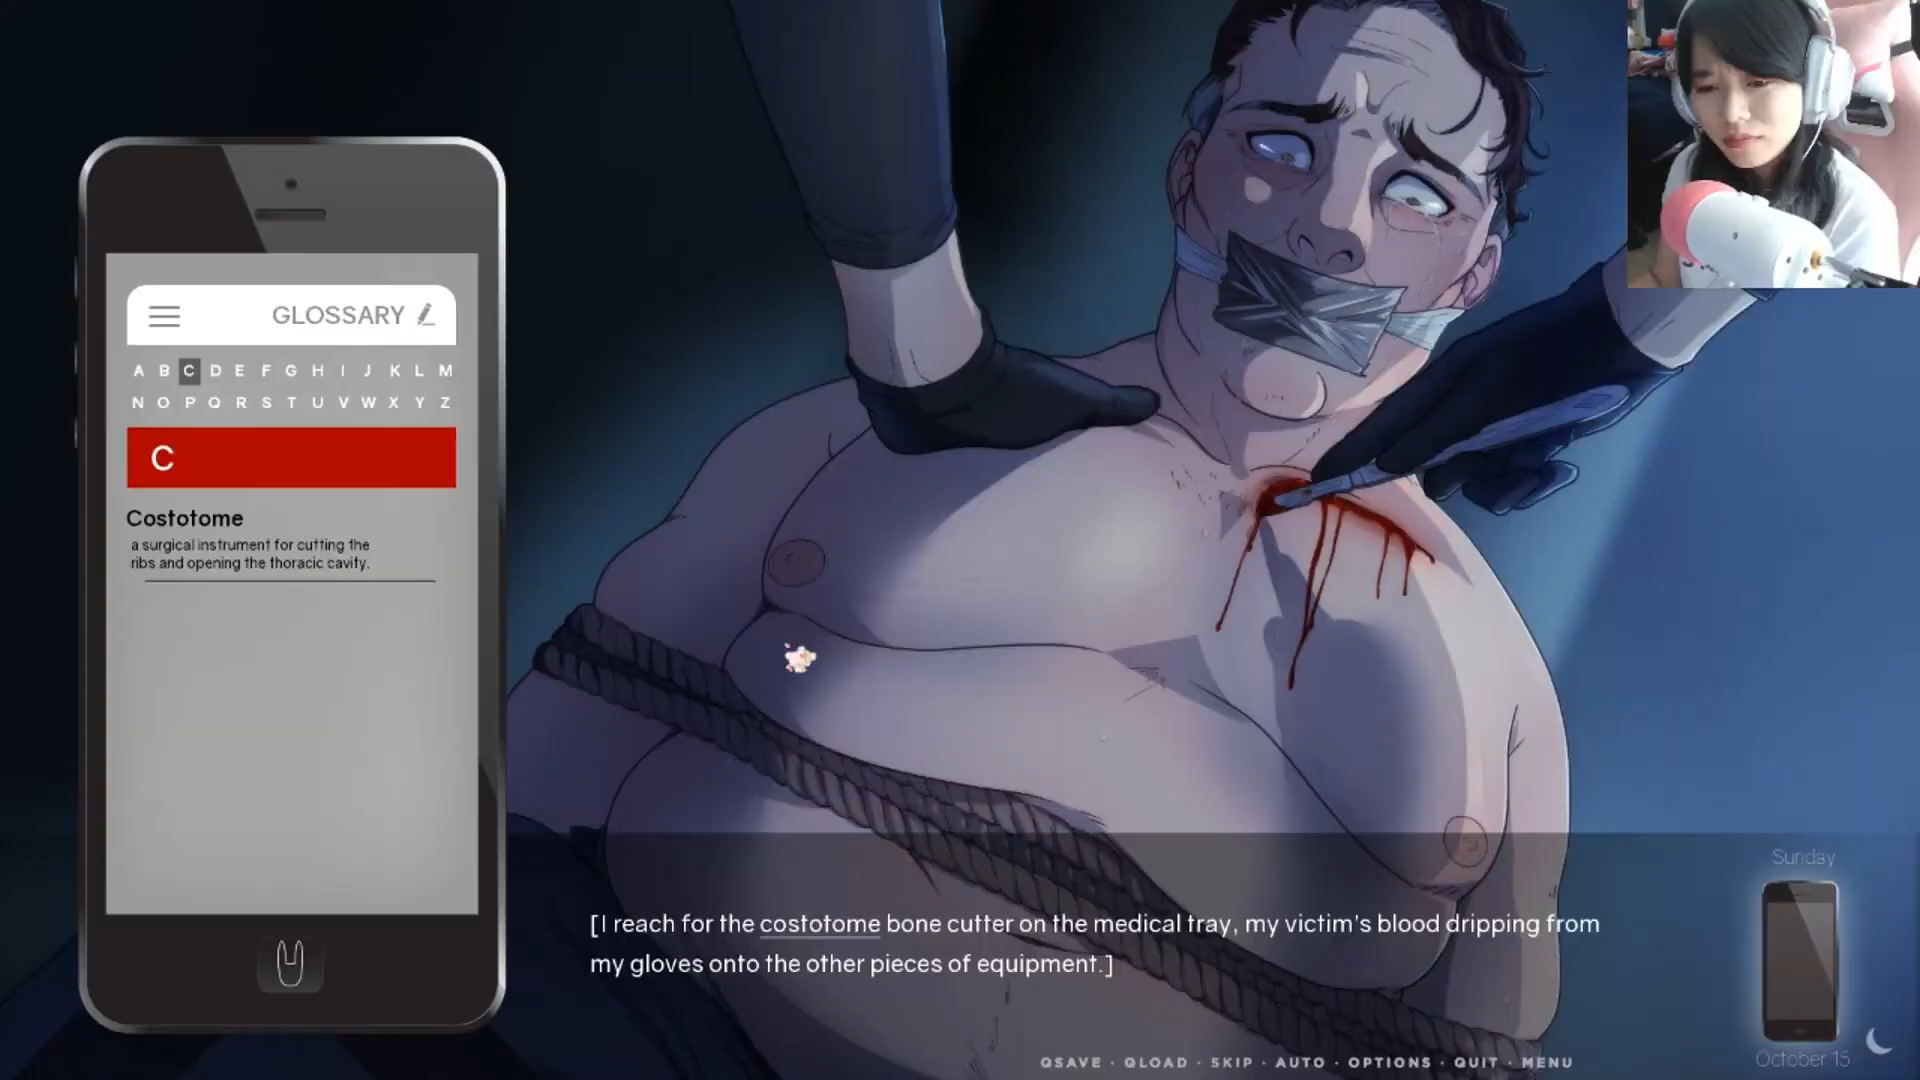 GLOSSARY
A B C D E F G H I J K L M
N O P Q R S T U V W X Y Z
C
Costotome
a surgical instrument for cutting the
ribs and opening the thoracic cavity.
[I reach for the costotome bone cutter on the medical tray, my victim's blood dripping from
my gloves onto the other pieces of equipment.]
Sunday
October 15
QSAVE · QLOAD · SKIP · AUTO · OPTIONS · QUIT · MENU